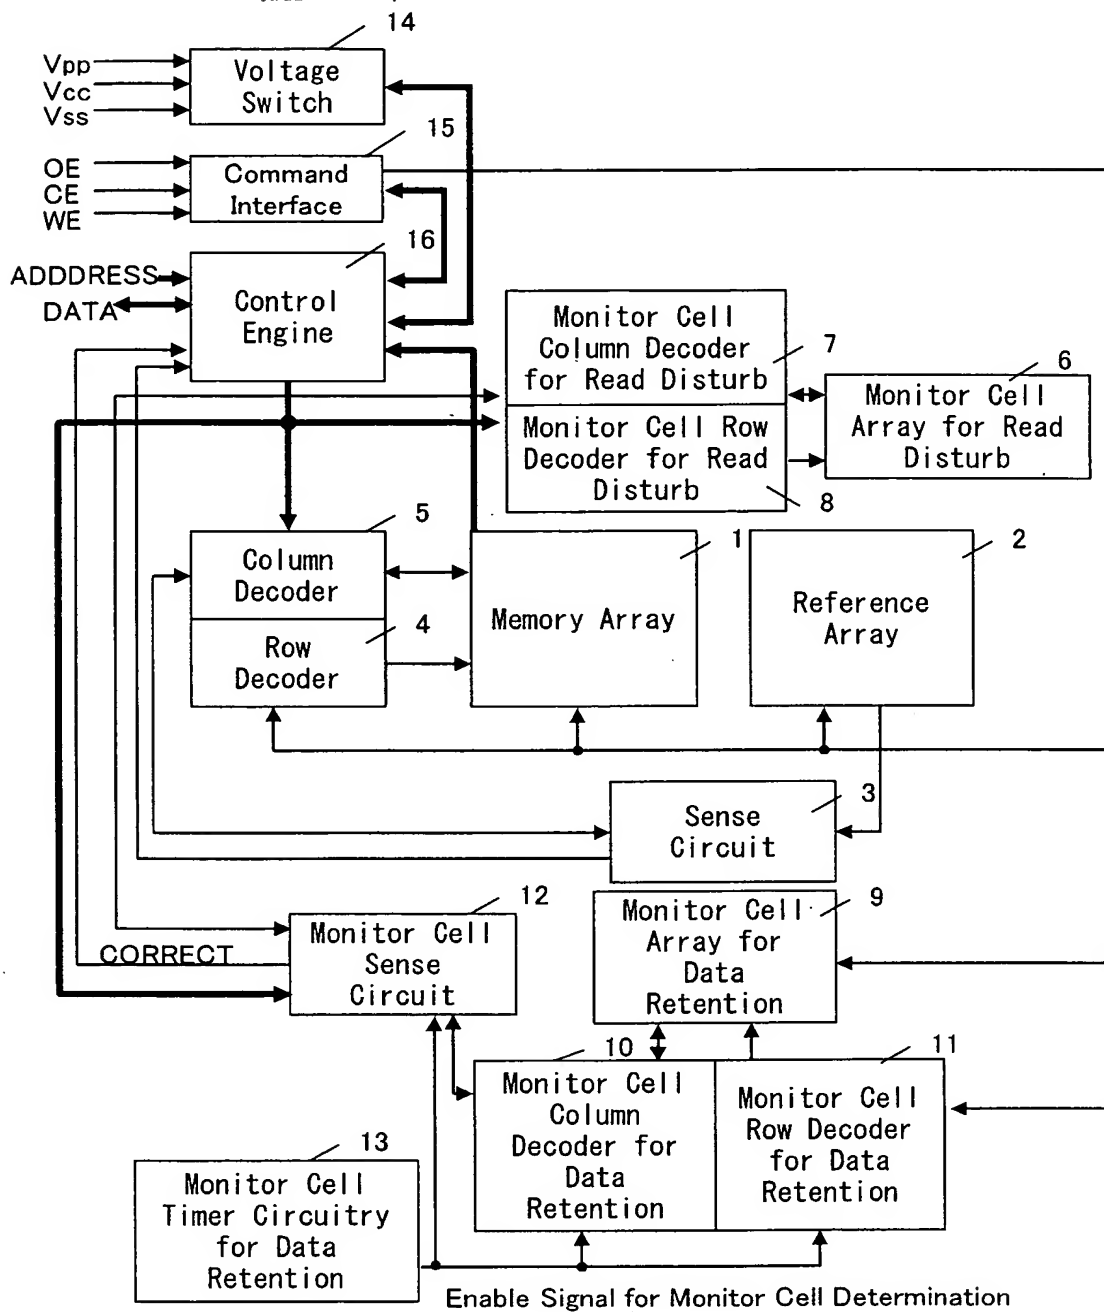 14
Vpp
Vcc
Vss
Voltage
Switch
15
OE
CE
WE
Command
Interface
16
ADDDRESS
DATA
Control
Engine
Monitor Cell
Column Decoder
for Read Disturb
7
6
Monitor Cell
Array for Read
Disturb
Monitor Cell Row
Decoder for Read
Disturb
8
5
Column
Decoder
4
Row
Decoder
1
Memory Array
2
Reference
Array
3
Sense
Circuit
12
Monitor Cell
Sense
Circuit
CORRECT
9
Monitor Cell
Array for
Data
Retention
10
Monitor Cell
Column
Decoder for
Data
Retention
11
Monitor Cell
Row Decoder
for Data
Retention
13
Monitor Cell
Timer Circuitry
for Data
Retention
Enable Signal for Monitor Cell Determination